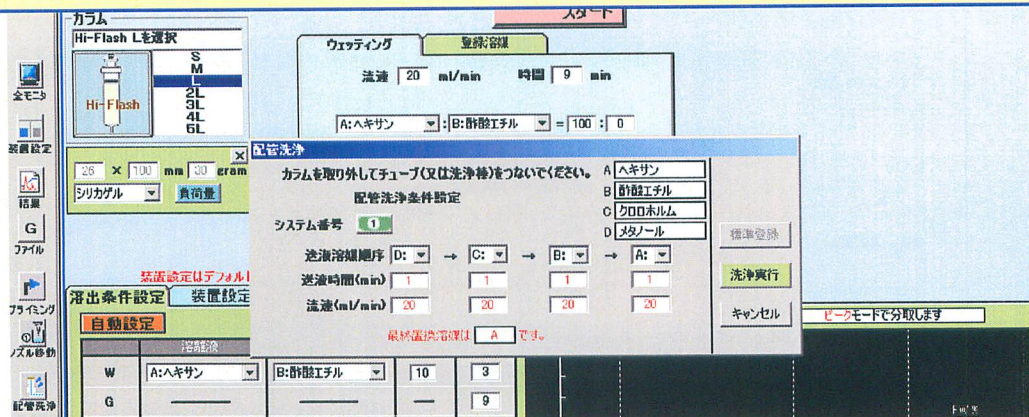 カラム
Hi-Flash Lを選択
S
M
L
2L
3L
4L
5L
Hi-Flash
スタート
ウェッティング
登録溶媒
流速 20 ml/min 時間 9 min
A:ヘキサン : B:酢酸エチル = 100 : 0
全モニタ
装置設定
結果
G
ファイル
プライミング
ノズル移動
配管洗浄
26 × 100 mm 30 gram
シリカゲル 負荷量
装置設定はデフォル
溶出条件設定 装置設定
自動設定
W A:ヘキサン B:酢酸エチル 10 3
G 9
配管洗浄
カラムを取り外してチューブ(又は洗浄棒)をつないでください。
配管洗浄条件設定
A ヘキサン
B 酢酸エチル
C クロロホルム
D メタノール
システム番号 1
送液溶媒順序 D: → C: → B: → A:
送液時間(min) 1 1 1 1
流速(ml/min) 20 20 20 20
最終置換溶媒は A です。
標準登録
洗浄実行
キャンセル
ピークモードで分取します